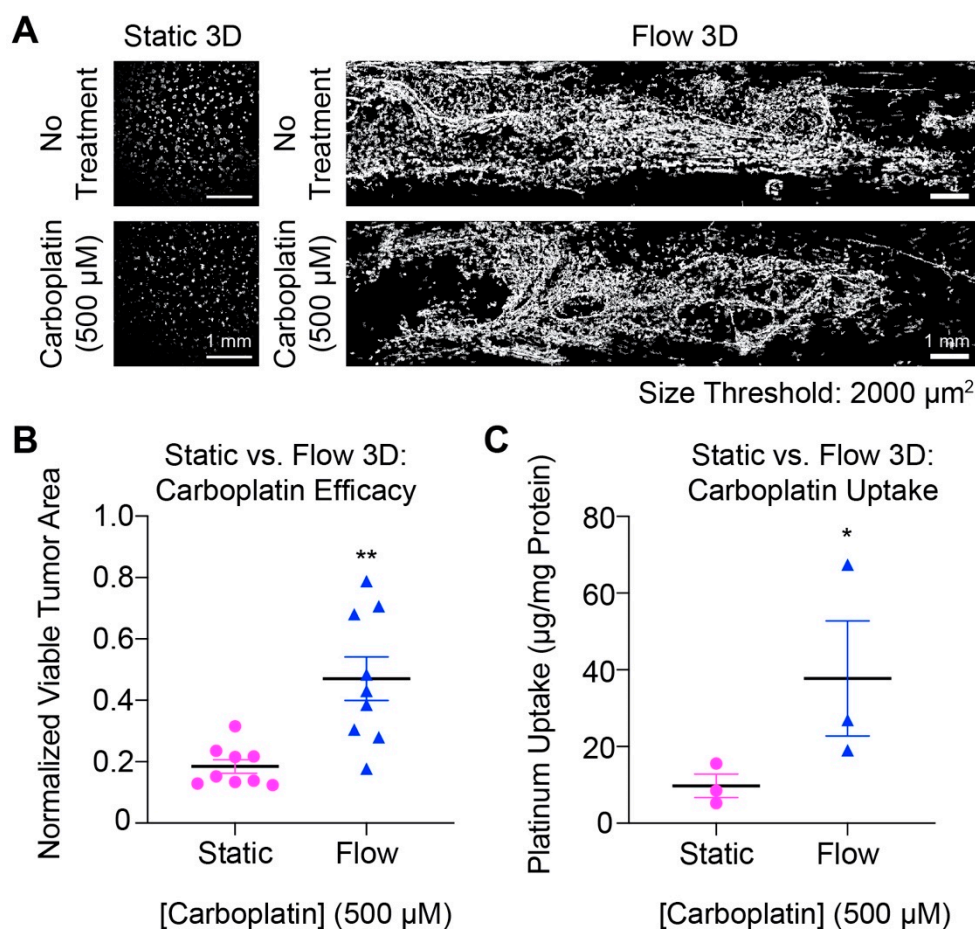 A
Static 3D
Flow 3D
No
Treatment
No
Treatment
Carboplatin
(500 µM)
1 mm
Carboplatin
(500 µM)
1 mm
Size Threshold: 2000 µm²
B
Static vs. Flow 3D:
Carboplatin Efficacy
Normalized Viable Tumor Area
1.0
0.8
0.6
0.4
0.2
0
**
Static
Flow
[Carboplatin] (500 µM)
C
Static vs. Flow 3D:
Carboplatin Uptake
Platinum Uptake (µg/mg Protein)
80
60
40
20
0
*
Static
Flow
[Carboplatin] (500 µM)